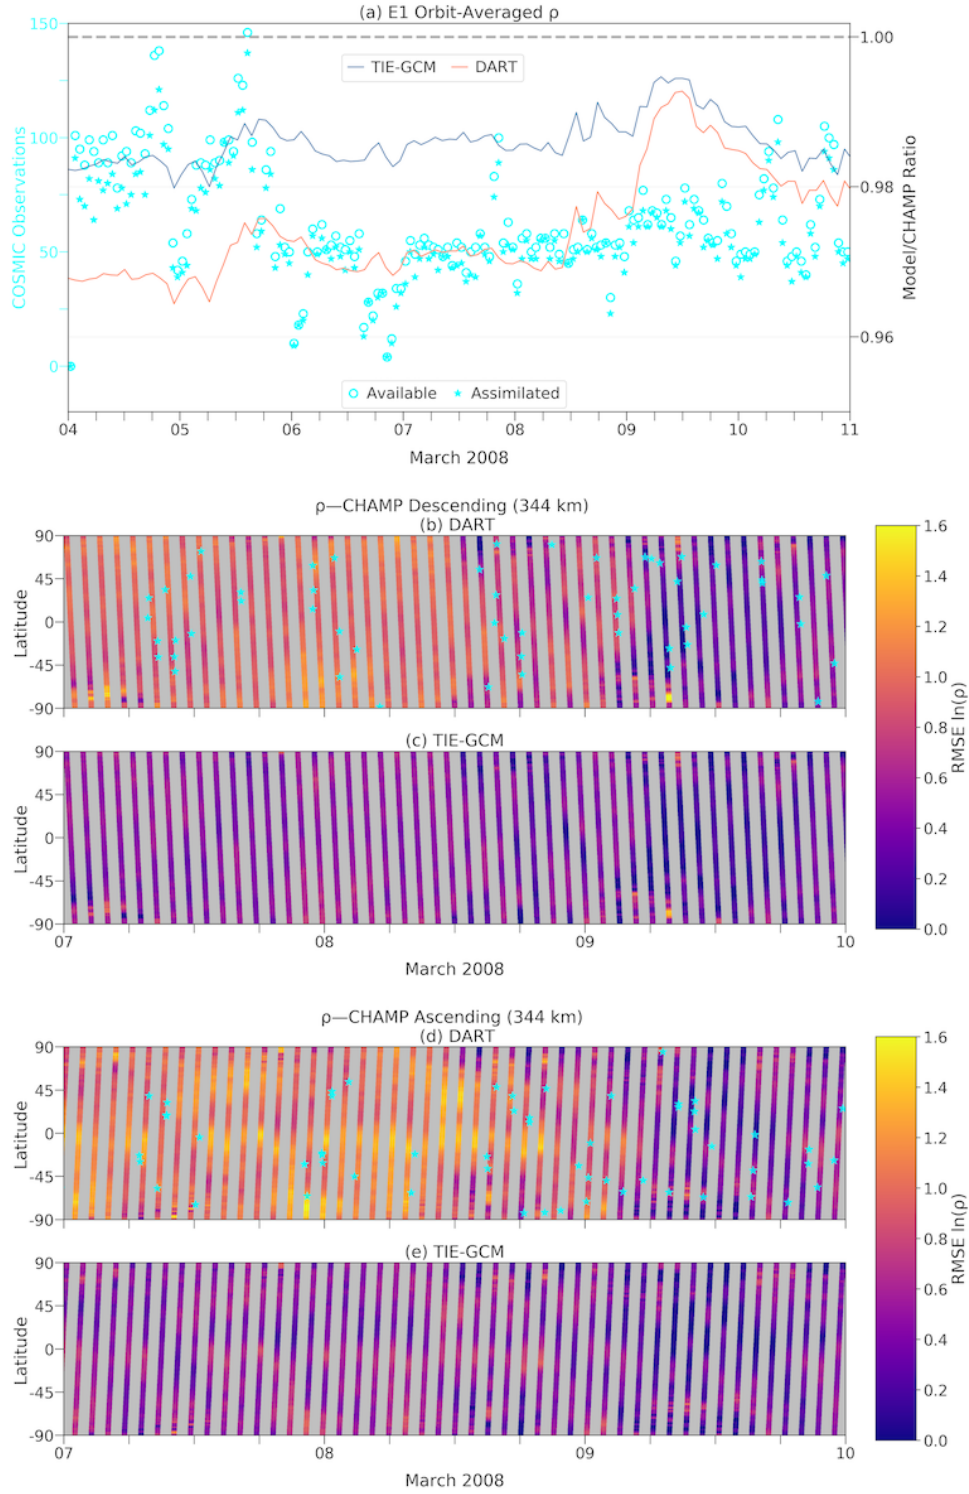 (a) E1 Orbit-Averaged ρ
150
100
50
0
COSMIC Observations
TIE-GCM DART
1.00
0.98
0.96
Model/CHAMP Ratio
Available Assimilated
04 05 06 07 08 09 10 11
March 2008
ρ—CHAMP Descending (344 km)
(b) DART
90
45
0
-45
-90
Latitude
(c) TIE-GCM
90
45
0
-45
-90
Latitude
07 08 09 10
March 2008
1.6
1.4
1.2
1.0
0.8
0.6
0.4
0.2
0.0
RMSE ln(ρ)
ρ—CHAMP Ascending (344 km)
(d) DART
90
45
0
-45
-90
Latitude
(e) TIE-GCM
90
45
0
-45
-90
Latitude
07 08 09 10
March 2008
1.6
1.4
1.2
1.0
0.8
0.6
0.4
0.2
0.0
RMSE ln(ρ)